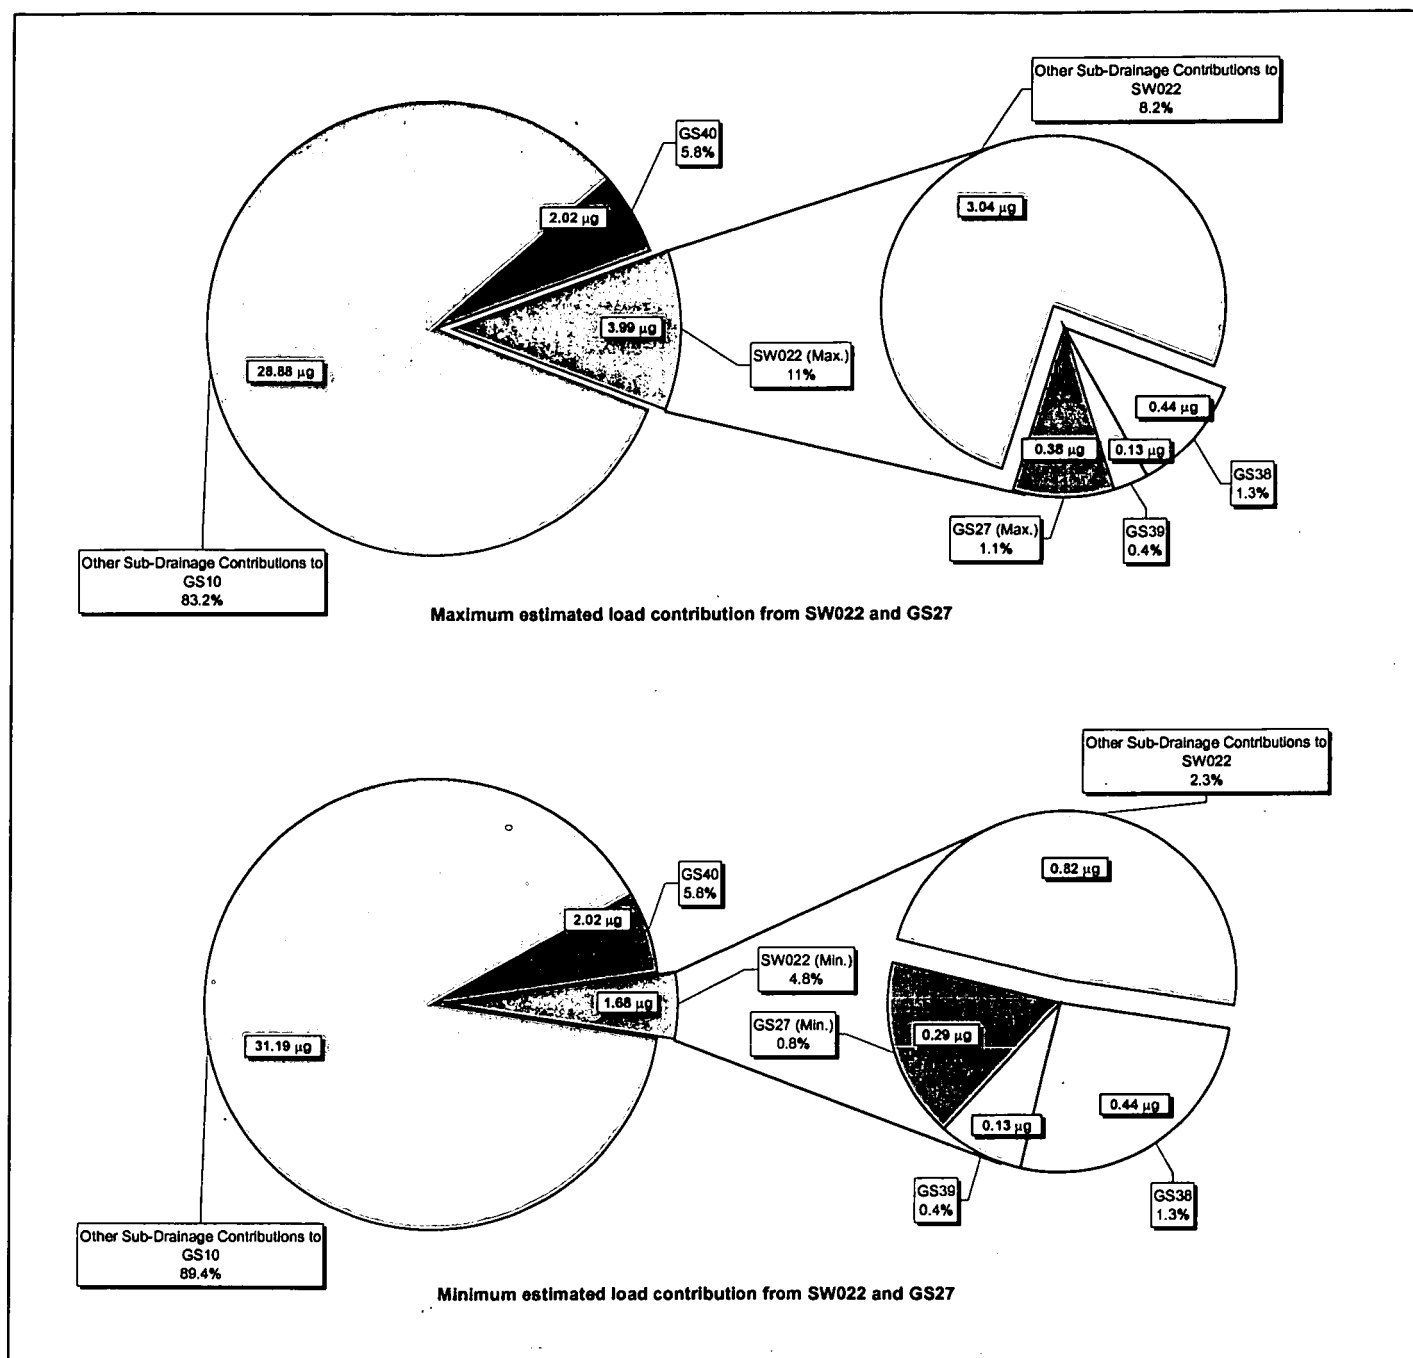 Other Sub-Drainage Contributions to
SW022
8.2%
GS40
5.8%
2.02 µg
3.04 µg
3.99 µg
SW022 (Max.)
11%
28.88 µg
0.44 µg
0.38 µg
0.13 µg
GS38
1.3%
GS27 (Max.)
1.1%
GS39
0.4%
Other Sub-Drainage Contributions to
GS10
83.2%
Maximum estimated load contribution from SW022 and GS27
Other Sub-Drainage Contributions to
SW022
2.3%
0.82 µg
GS40
5.8%
2.02 µg
SW022 (Min.)
4.8%
1.68 µg
GS27 (Min.)
0.8%
0.29 µg
31.19 µg
0.44 µg
0.13 µg
GS39
0.4%
GS38
1.3%
Other Sub-Drainage Contributions to
GS10
89.4%
Minimum estimated load contribution from SW022 and GS27